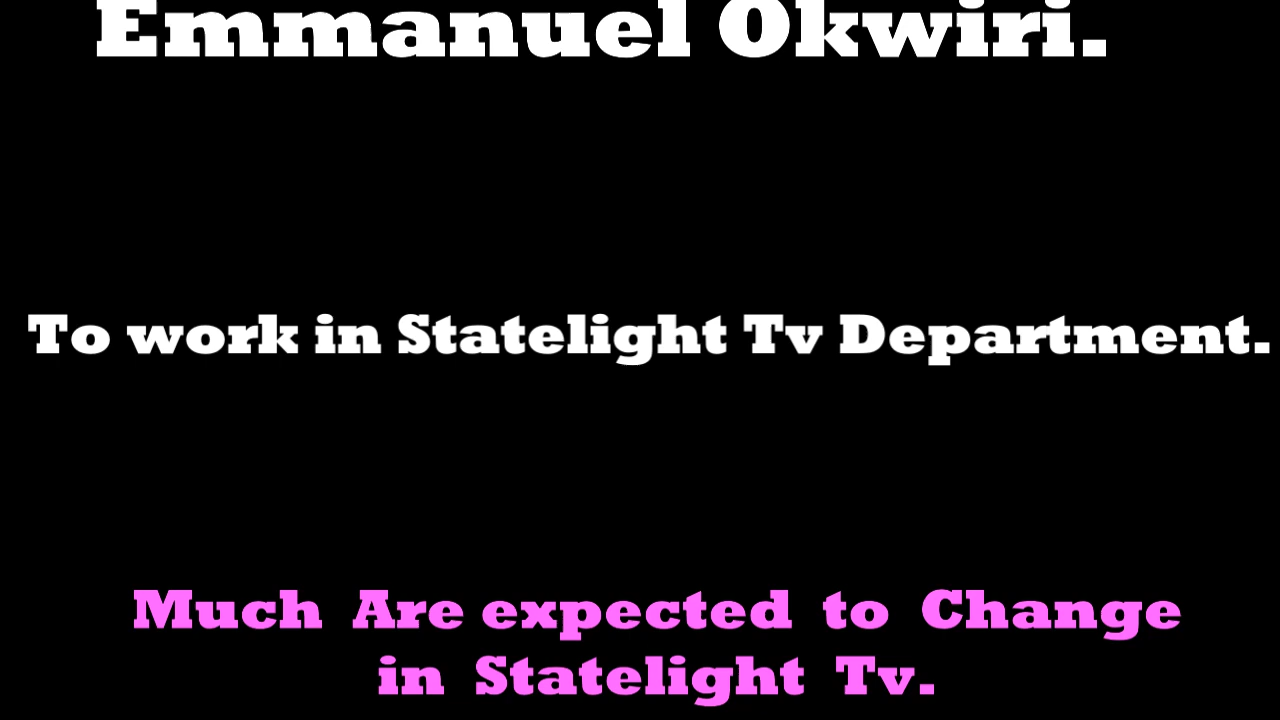 Emmanuel Okwiri.
To work in Statelight Tv Department.
Much Are expected to Change
in Statelight Tv.